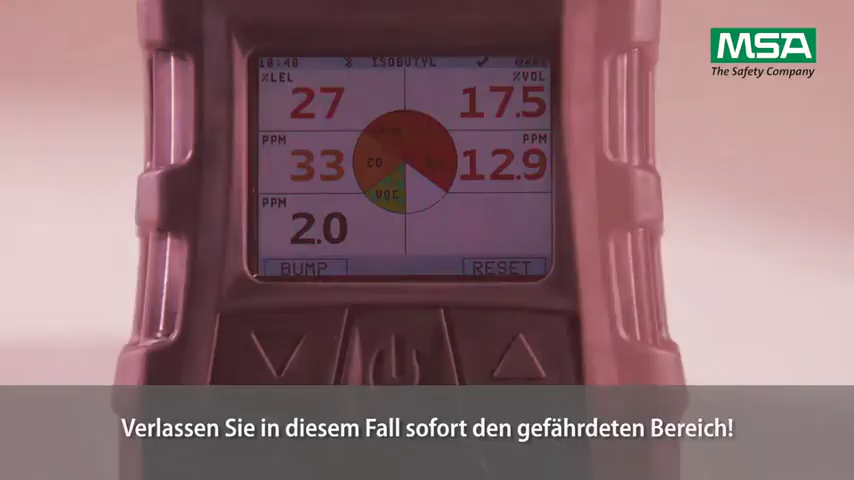 MSA
The Safety Company
18:40 ISOBUTYL
%LEL %VOL
27 17.5
PPM PPM
33 12.9
CO
VOC
PPM
2.0
BUMP RESET
Verlassen Sie in diesem Fall sofort den gefährdeten Bereich!